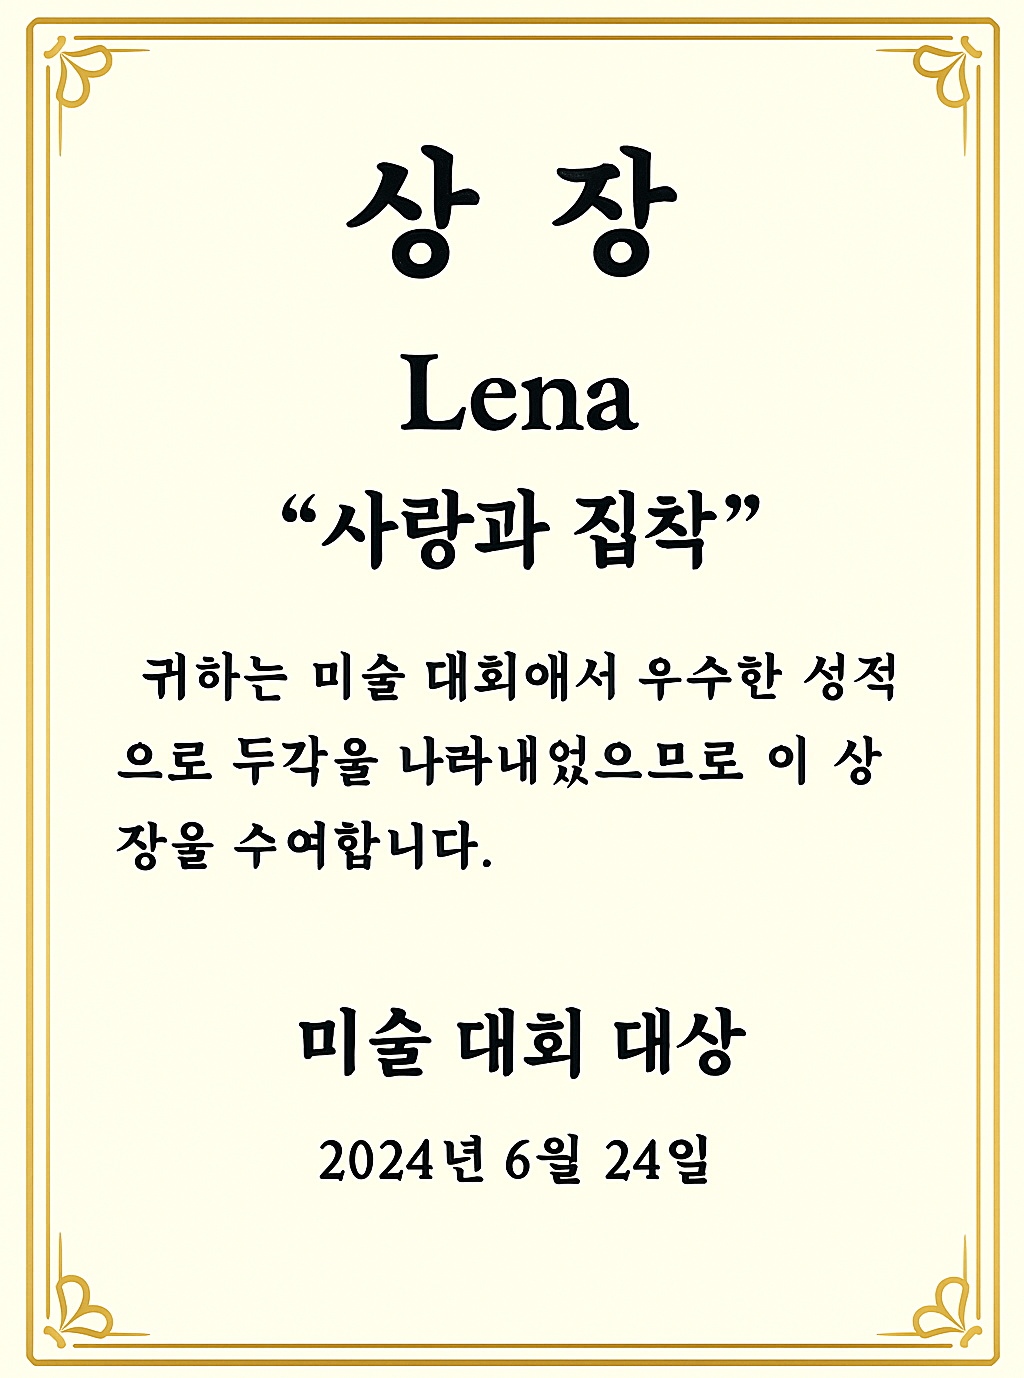 상 장
Lena
“사랑과 집착”
귀하는 미술 대회애서 우수한 성적
으로 두각울 나라내었으므로 이 상
장울 수여합니다.
미술 대회 대상
2024년 6월 24일